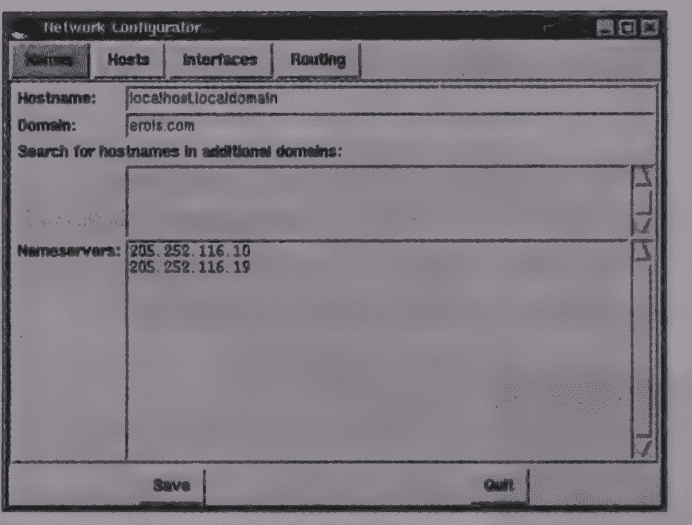 Network Configurator
Names Hosts Interfaces Routing
Hostname: localhost.localdomain
Domain: erols.com
Search for hostnames in additional domains:
Nameservers: 205.252.116.10
205.252.116.19
Save Quit